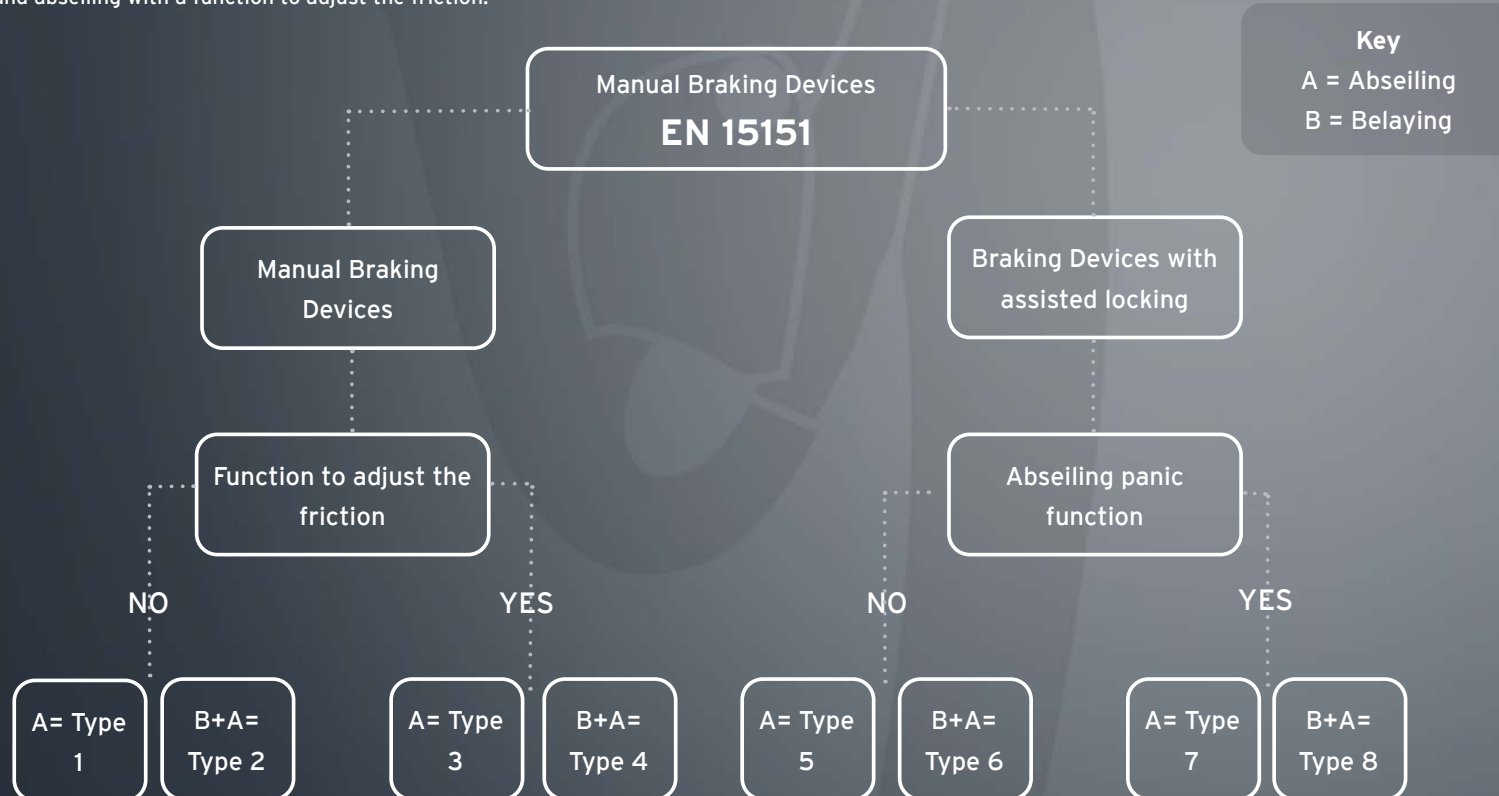 and abseiling with a function to adjust the friction.
Key
A = Abseiling
B = Belaying
Manual Braking Devices
EN 15151
Manual Braking
Devices
Braking Devices with
assisted locking
Function to adjust the
friction
Abseiling panic
function
NO
YES
NO
YES
A= Type
1
B+A=
Type 2
A= Type
3
B+A=
Type 4
A= Type
5
B+A=
Type 6
A= Type
7
B+A=
Type 8